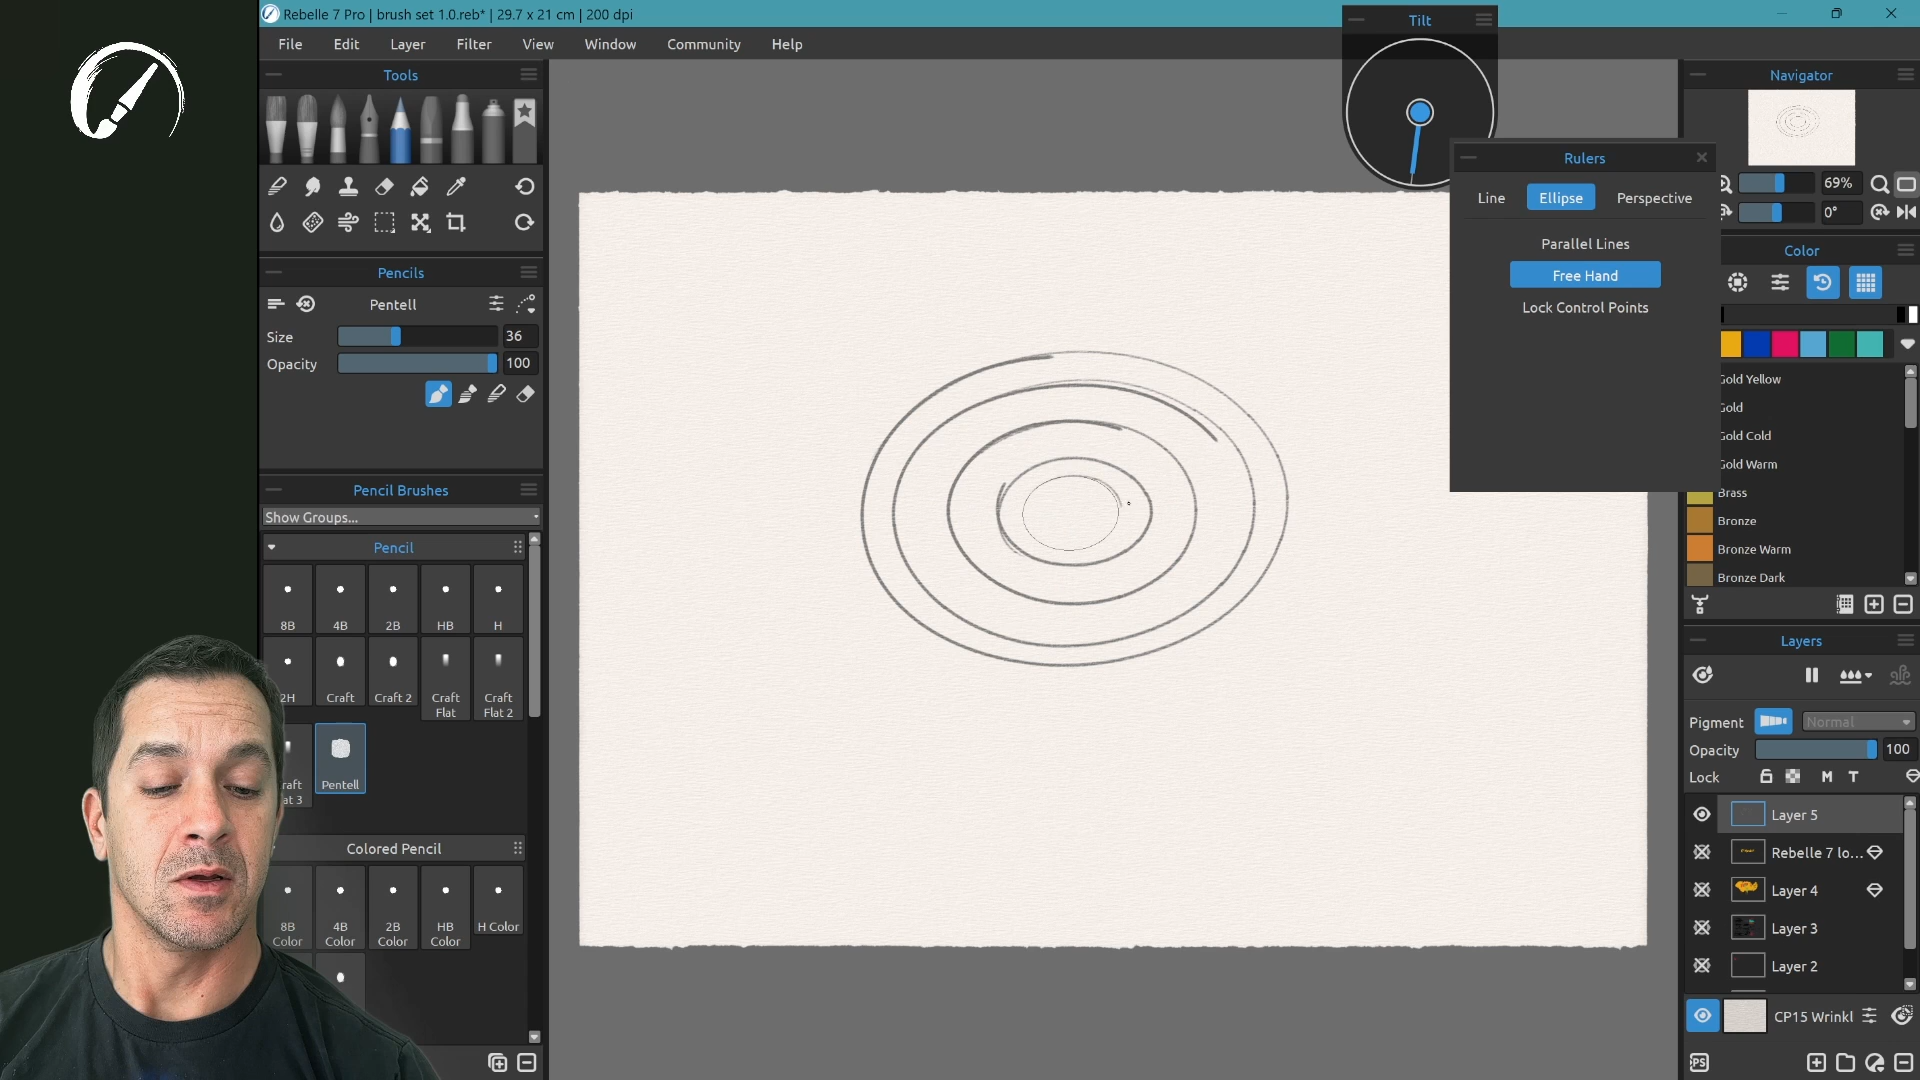 Rebelle 7 Pro | brush set 1.0.reb* | 29.7 x 21 cm | 200 dpi
File Edit Layer Filter View Window Community Help
Tools
Pencils
Pentell
Size 36
Opacity 100
Pencil Brushes
Show Groups...
Pencil
8B 4B 2B HB H
2H Craft Craft 2 Craft Flat Craft Flat 2
raft at 3 Pentell
Colored Pencil
8B Color 4B Color 2B Color HB Color H Color
Tilt
Rulers
Line Ellipse Perspective
Parallel Lines
Free Hand
Lock Control Points
Navigator
69%
0°
Color
Gold Yellow
Gold
Gold Cold
Gold Warm
Brass
Bronze
Bronze Warm
Bronze Dark
Layers
Pigment Normal
Opacity 100
Lock M T
Layer 5
Rebelle 7 lo...
Layer 4
Layer 3
Layer 2
CP15 Wrinkl
PS